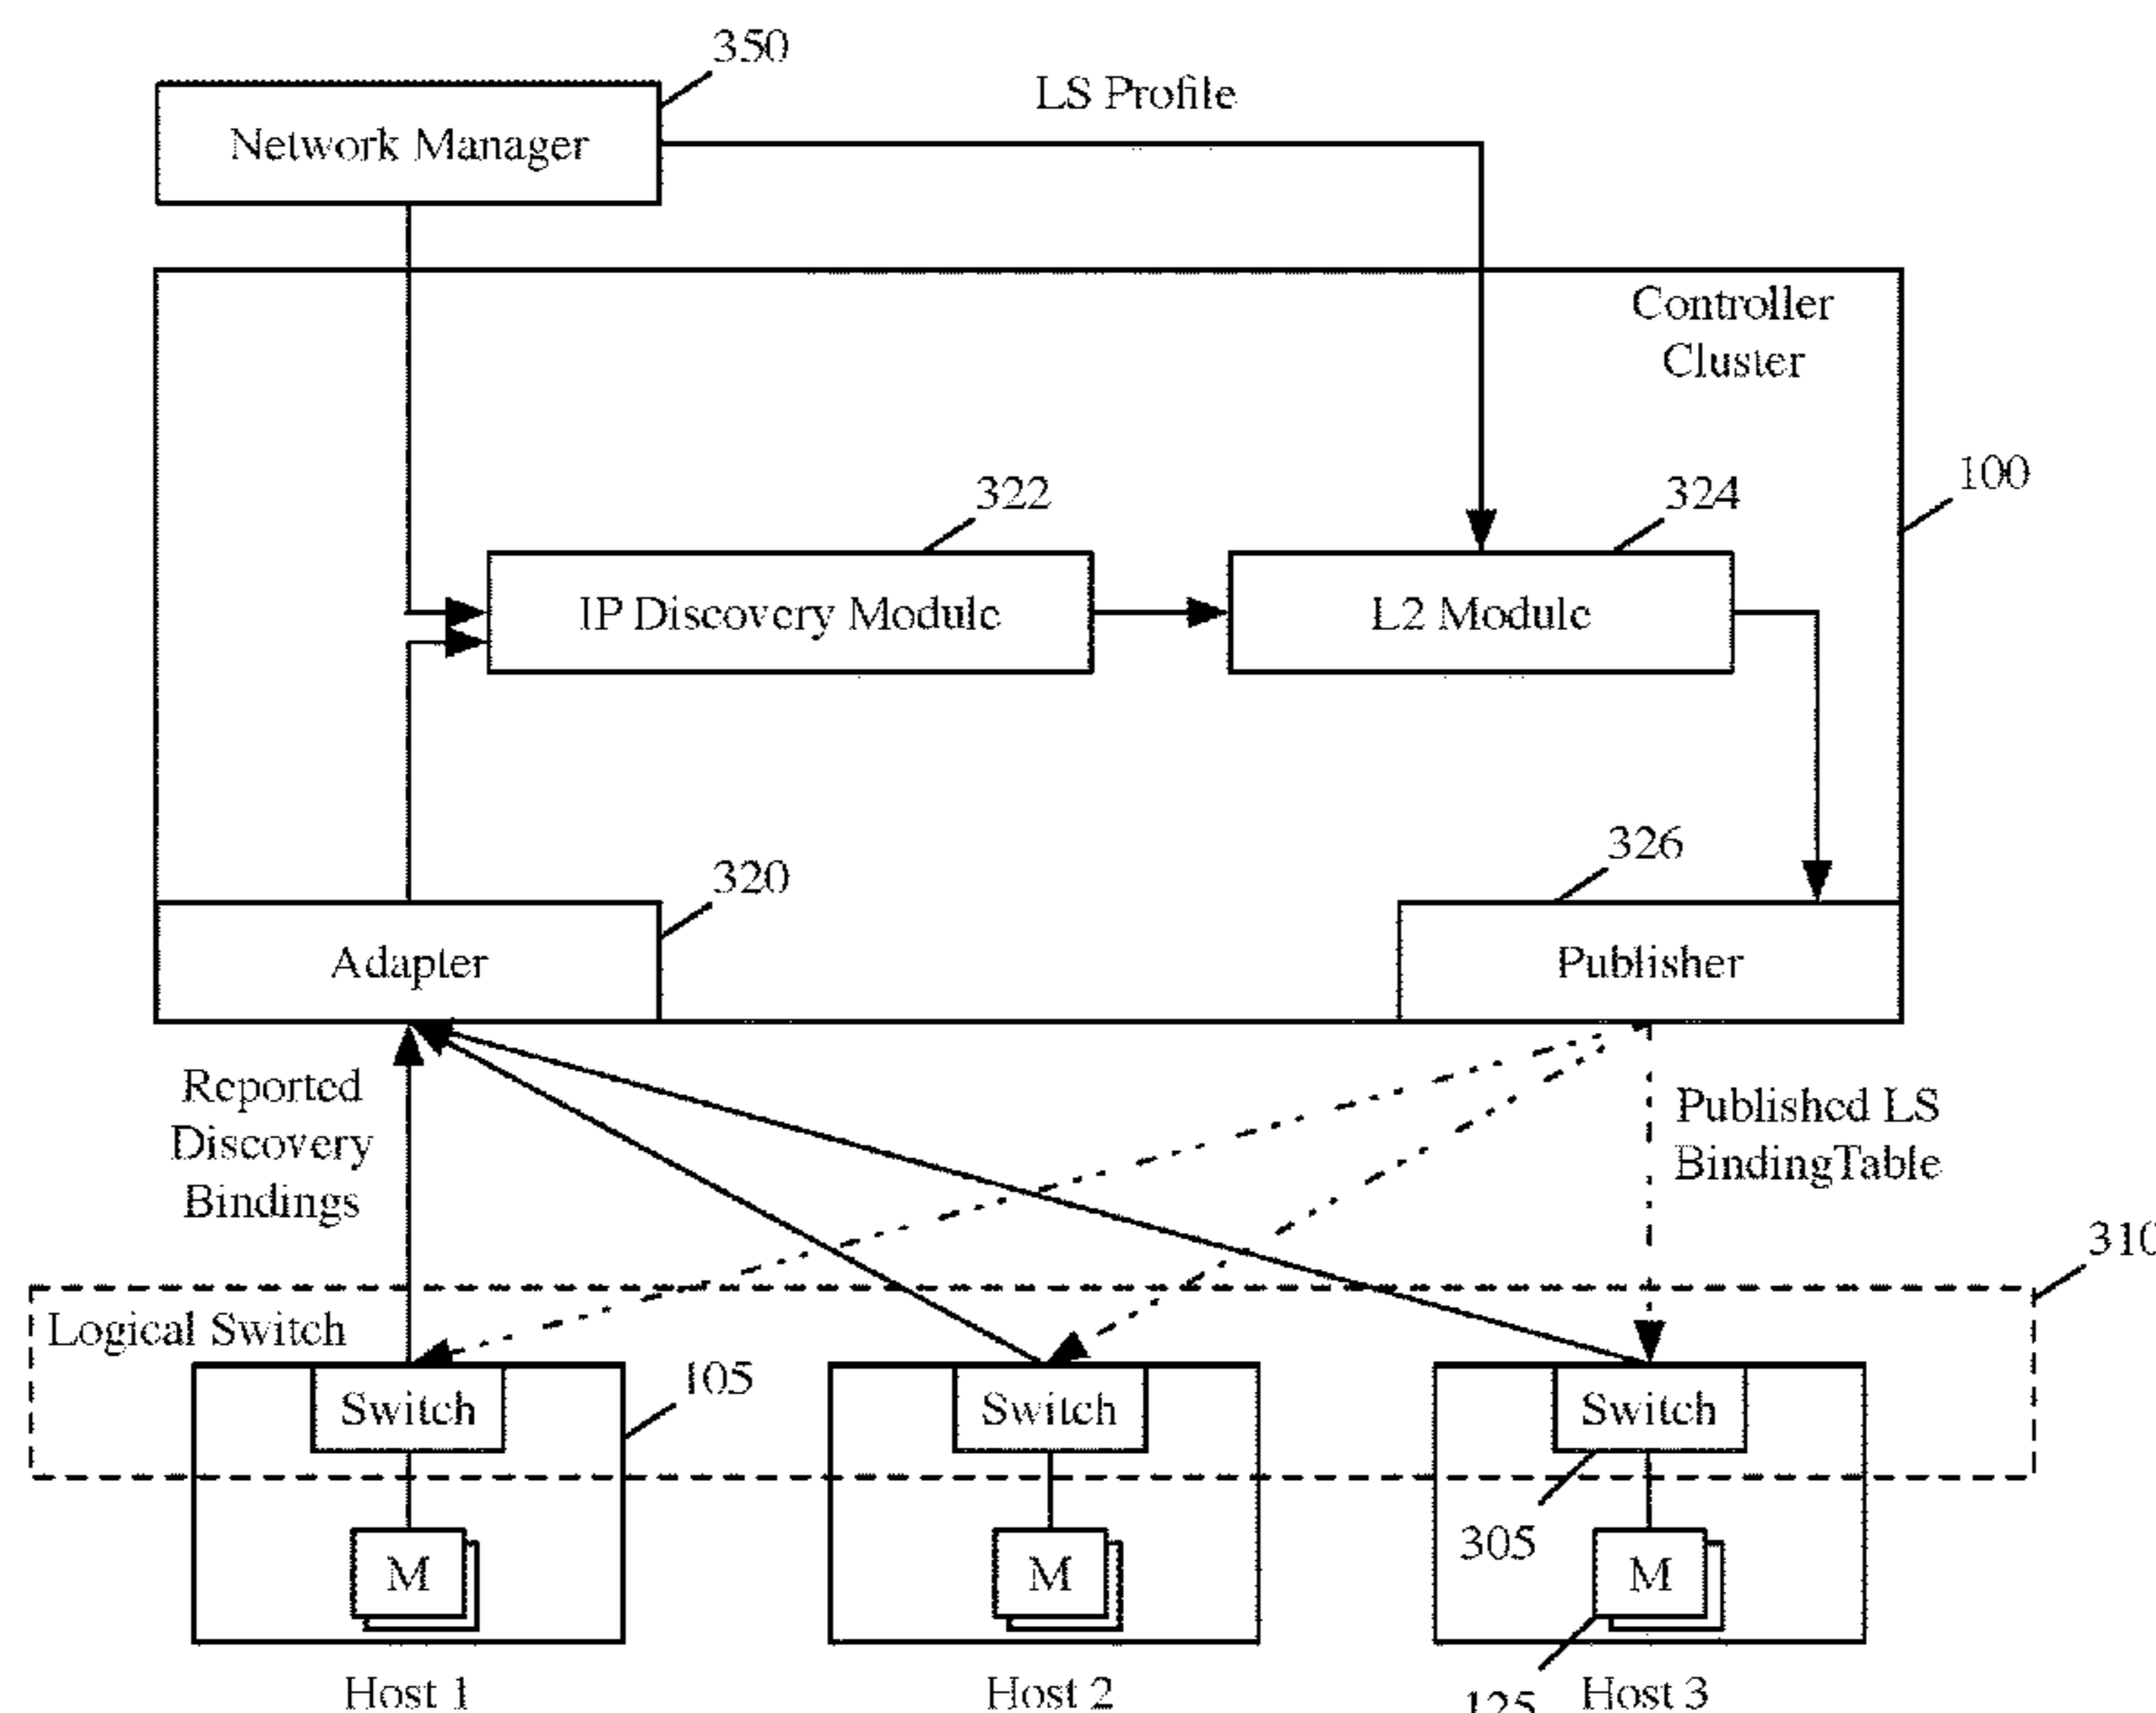 350
LS Profile
Network Manager
Controller
Cluster
100
322
324
IP Discovery Module
L2 Module
326
320
Adapter
Publisher
Reported
Discovery
Bindings
Published LS
BindingTable
310
Logical Switch
105
Switch
Switch
Switch
305
M
M
M
Host 1
Host 2
125
Host 3